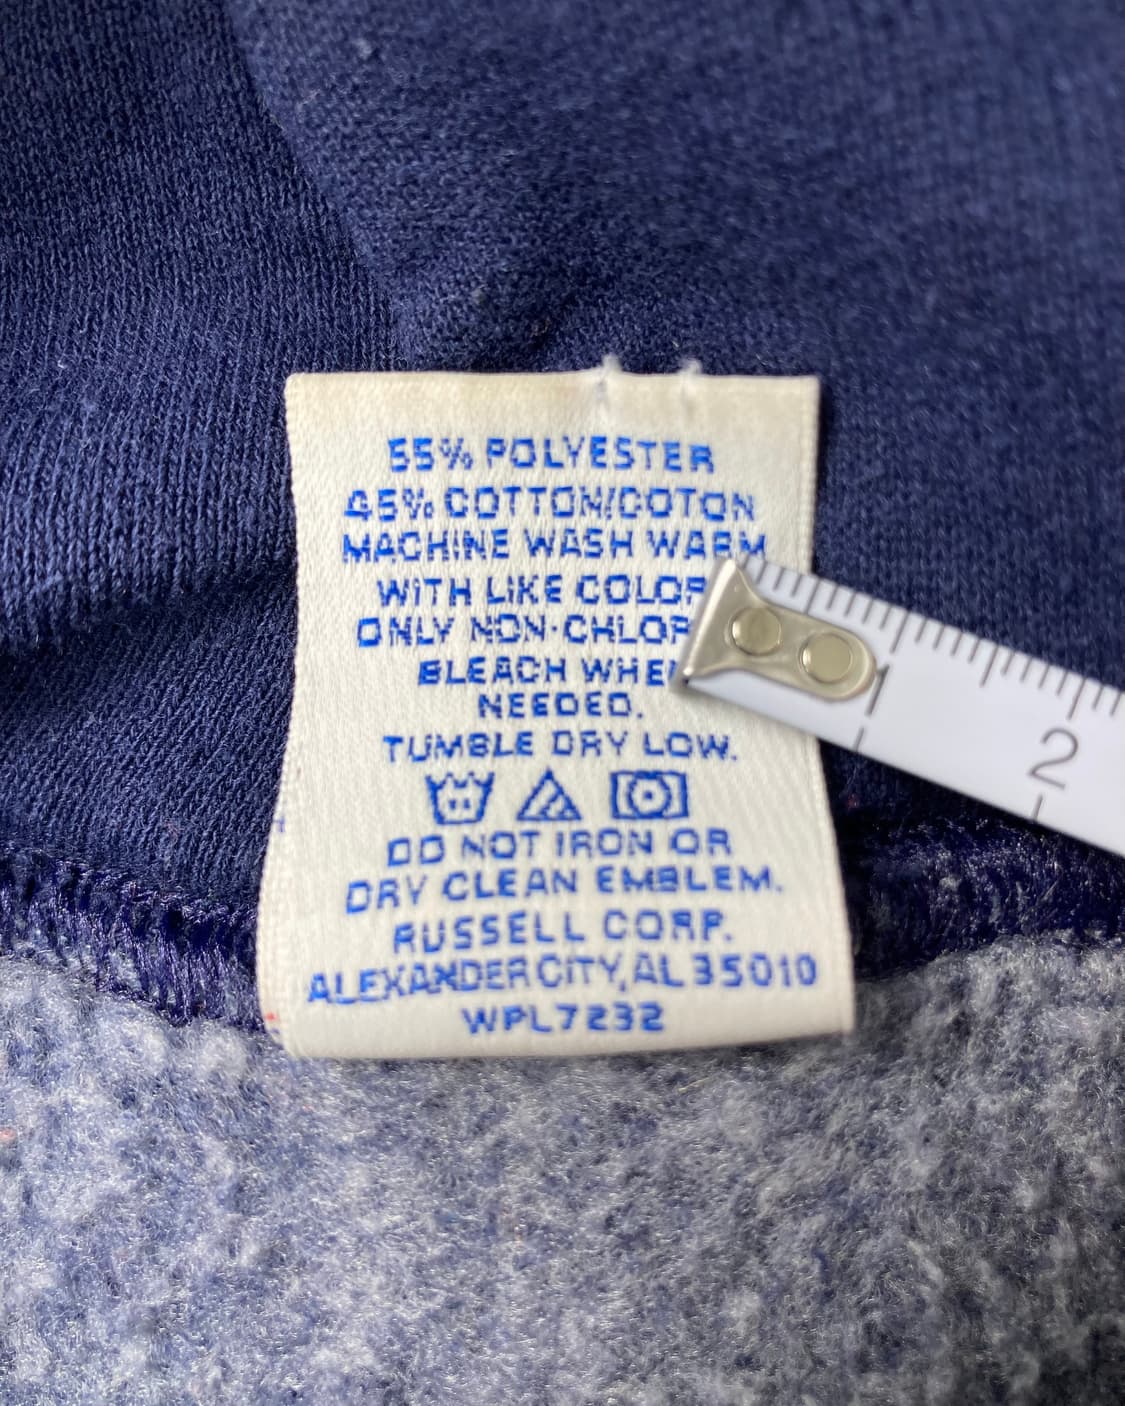 55% POLYESTER
45% COTTON/COTON
MACHINE WASH WARM
WITH LIKE COLOR
ONLY NON-CHLOR
BLEACH WHE
NEEDED.
TUMBLE DRY LOW.
DO NOT IRON OR
DRY CLEAN EMBLEM.
RUSSELL CORP.
ALEXANDER CITY, AL 35010
WPL7232
1
2